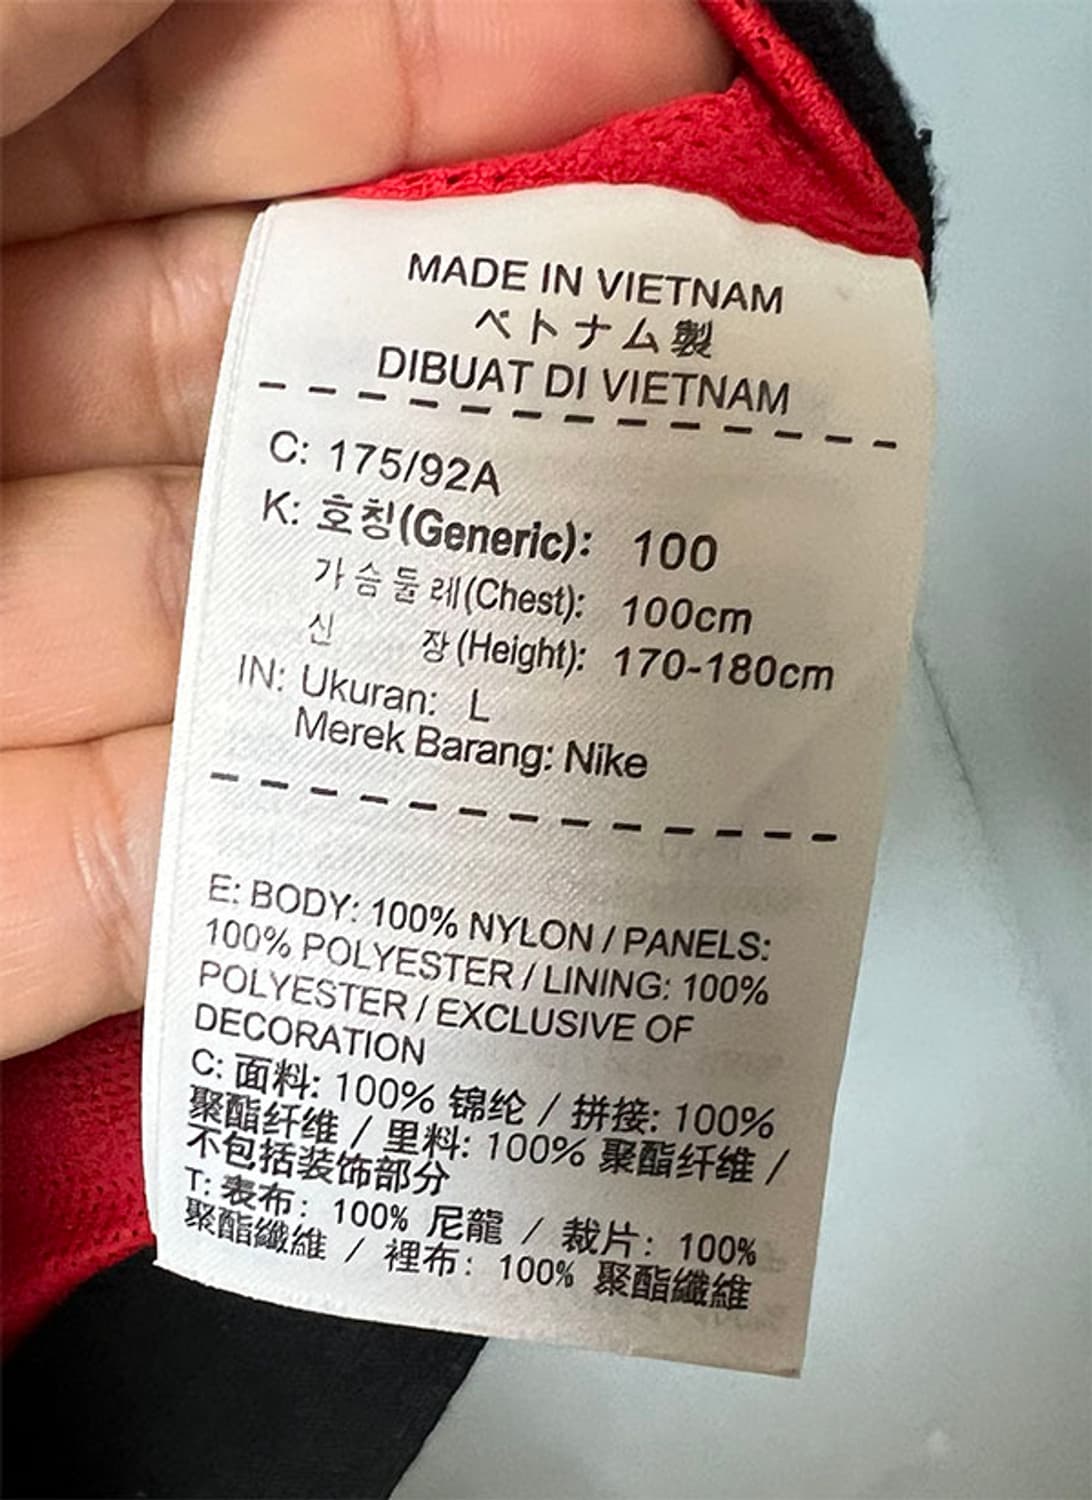 MADE IN VIETNAM
ベトナム製
DIBUAT DI VIETNAM
C: 175/92A
K: 호칭(Generic): 100
가슴둘레(Chest): 100cm
신 장(Height): 170-180cm
IN: Ukuran: L
Merek Barang: Nike
E: BODY: 100% NYLON / PANELS:
100% POLYESTER / LINING: 100%
POLYESTER / EXCLUSIVE OF
DECORATION
C: 面料: 100% 锦纶 / 拼接: 100%
聚酯纤维 / 里料: 100% 聚酯纤维 /
不包括装饰部分
T: 表布: 100% 尼龍 / 裁片: 100%
聚酯纖維 / 裡布: 100% 聚酯纖維